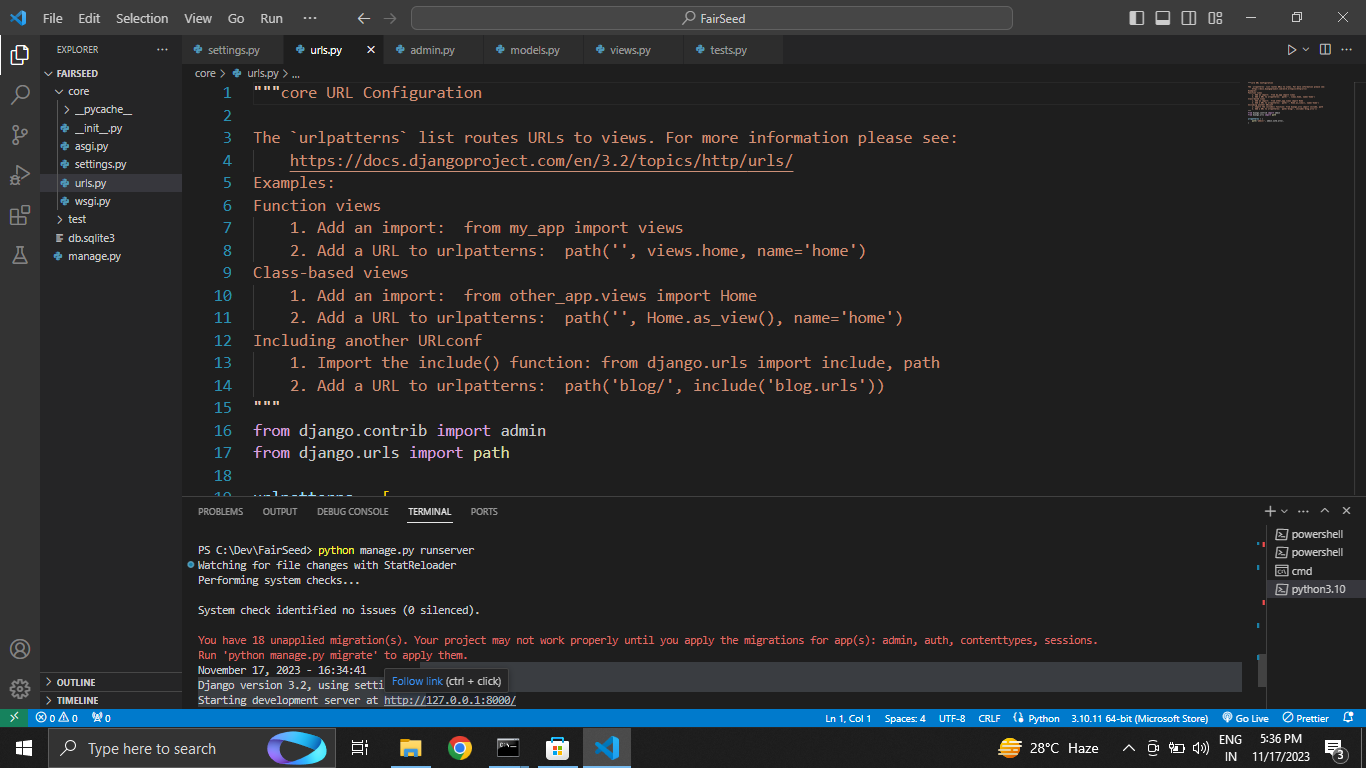 File Edit Selection View Go Run ··· FairSeed
EXPLORER ···
FAIRSEED
core
__pycache__
__init__.py
asgi.py
settings.py
urls.py
wsgi.py
test
db.sqlite3
manage.py
OUTLINE
TIMELINE
settings.py urls.py admin.py models.py views.py tests.py
core > urls.py > ...
1 """core URL Configuration
2
3 The `urlpatterns` list routes URLs to views. For more information please see:
4 https://docs.djangoproject.com/en/3.2/topics/http/urls/
5 Examples:
6 Function views
7 1. Add an import:  from my_app import views
8 2. Add a URL to urlpatterns:  path('', views.home, name='home')
9 Class-based views
10 1. Add an import:  from other_app.views import Home
11 2. Add a URL to urlpatterns:  path('', Home.as_view(), name='home')
12 Including another URLconf
13 1. Import the include() function: from django.urls import include, path
14 2. Add a URL to urlpatterns:  path('blog/', include('blog.urls'))
15 """
16 from django.contrib import admin
17 from django.urls import path
18
PROBLEMS OUTPUT DEBUG CONSOLE TERMINAL PORTS
PS C:\Dev\FairSeed> python manage.py runserver
Watching for file changes with StatReloader
Performing system checks...
System check identified no issues (0 silenced).
You have 18 unapplied migration(s). Your project may not work properly until you apply the migrations for app(s): admin, auth, contenttypes, sessions.
Run 'python manage.py migrate' to apply them.
November 17, 2023 - 16:34:41
Django version 3.2, using setti
Follow link (ctrl + click)
Starting development server at http://127.0.0.1:8000/
powershell
powershell
cmd
python3.10
0 0 0 Ln 1, Col 1 Spaces: 4 UTF-8 CRLF Python 3.10.11 64-bit (Microsoft Store) Go Live Prettier
Type here to search 28°C Haze ENG IN 5:36 PM 11/17/2023 3